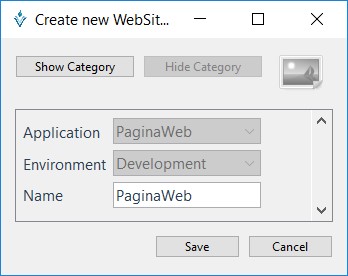 Create new WebSit...
Show Category
Hide Category
Application PaginaWeb
Environment Development
Name PaginaWeb
Save Cancel